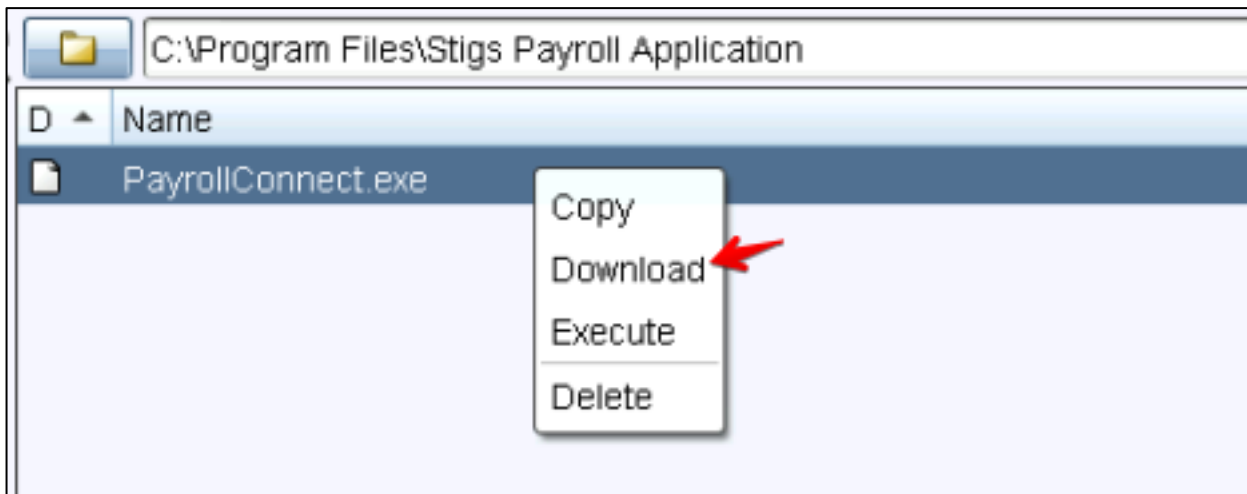 C:\Program Files\Stigs Payroll Application
D Name
PayrollConnect.exe
Copy
Download
Execute
Delete